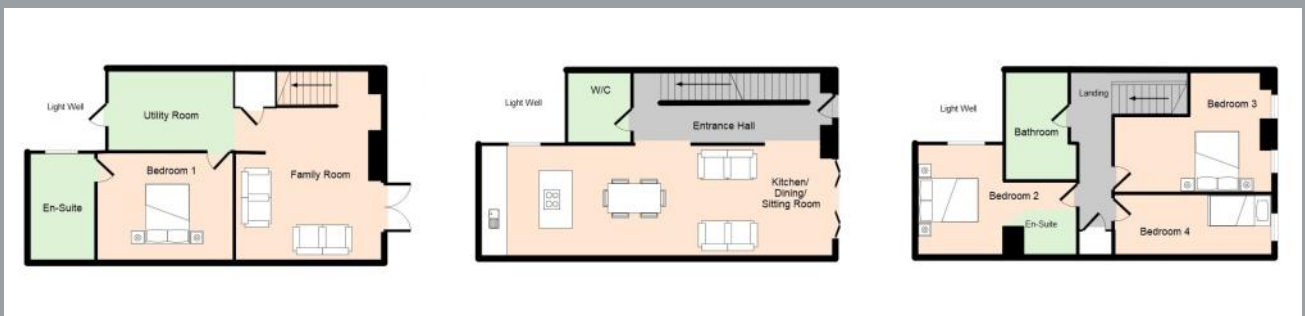 Light Well
Utility Room
Bedroom 1
Family Room
En-Suite
W/C
Light Well
Entrance Hall
Kitchen/
Dining/
Sitting Room
Landing
Bedroom 3
Light Well
Bathroom
Bedroom 2
En-Suite
Bedroom 4